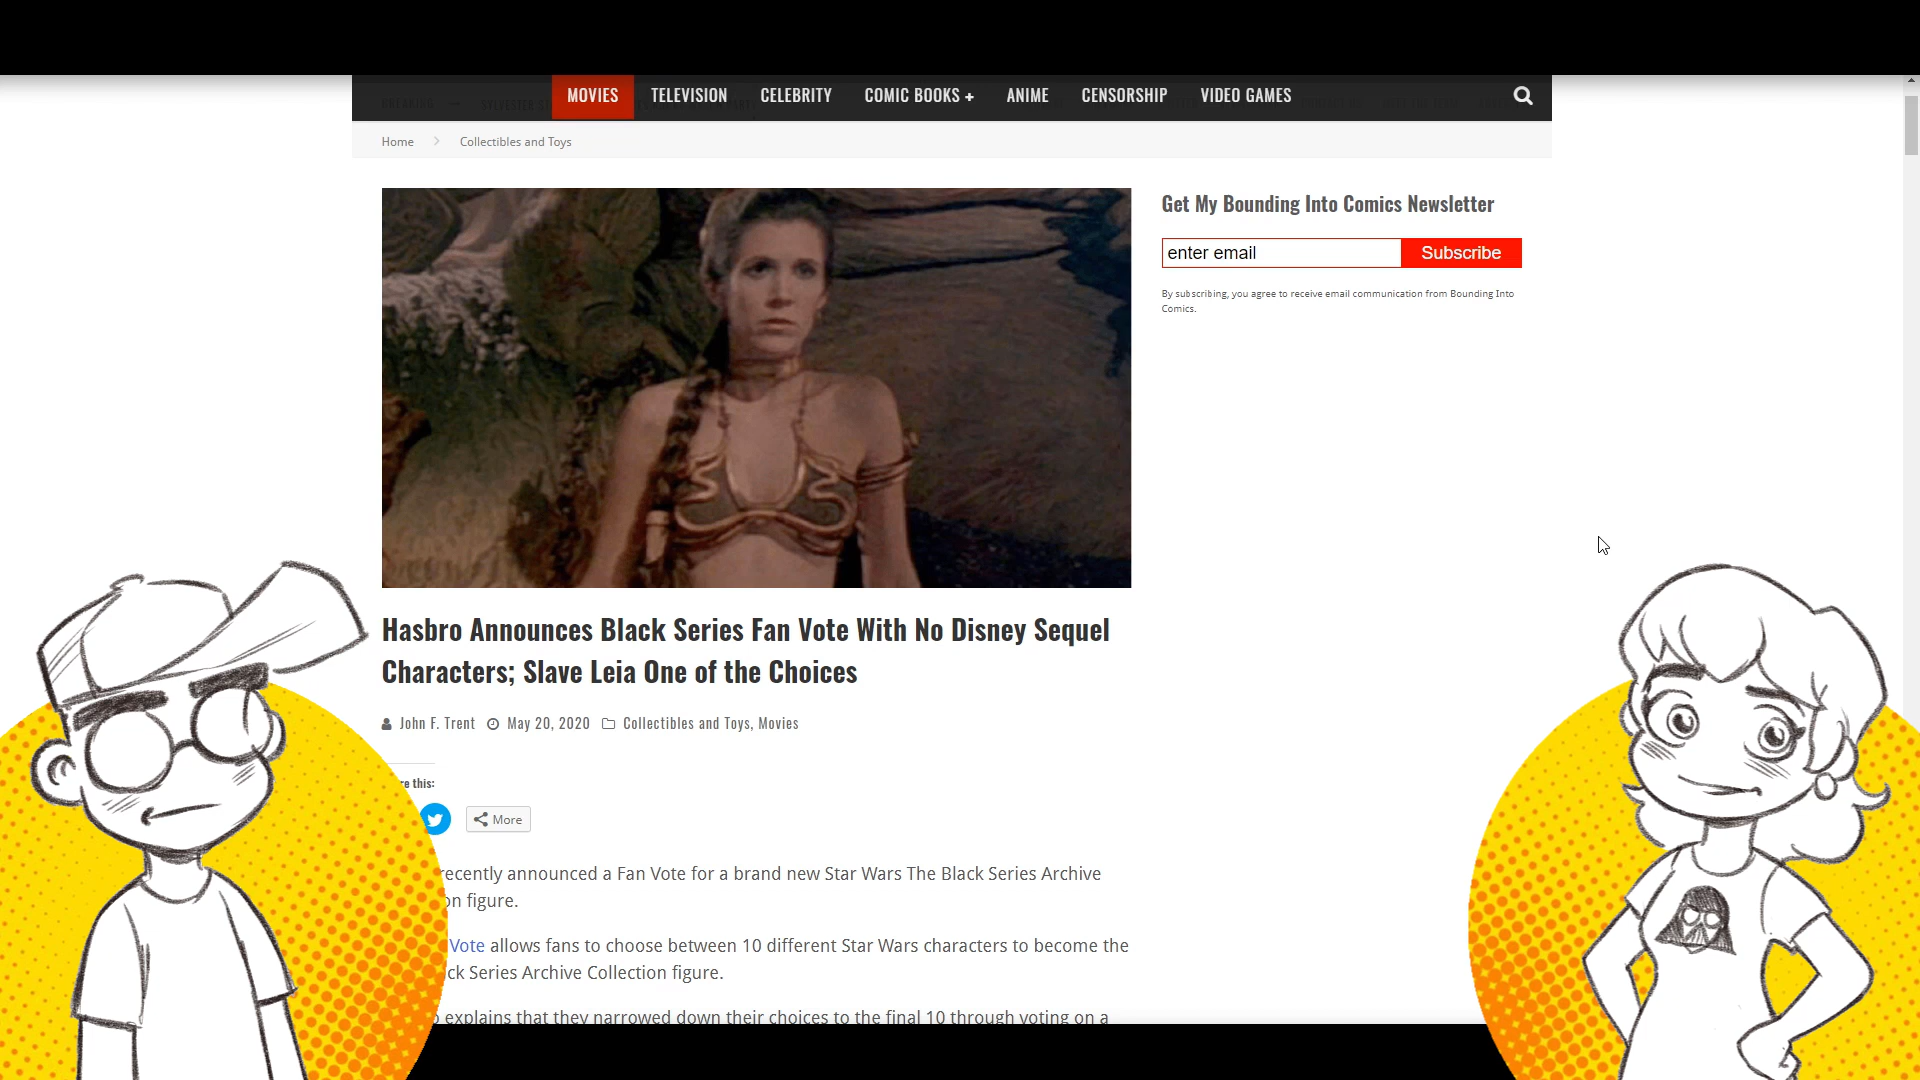 MOVIES TELEVISION CELEBRITY COMIC BOOKS + ANIME CENSORSHIP VIDEO GAMES
Home > Collectibles and Toys
Get My Bounding Into Comics Newsletter
enter email Subscribe
By subscribing, you agree to receive email communication from Bounding Into
Comics.
Hasbro Announces Black Series Fan Vote With No Disney Sequel
Characters; Slave Leia One of the Choices
John F. Trent May 20, 2020 Collectibles and Toys, Movies
re this:
More
recently announced a Fan Vote for a brand new Star Wars The Black Series Archive
on figure.
Vote allows fans to choose between 10 different Star Wars characters to become the
ck Series Archive Collection figure.
explains that they narrowed down their choices to the final 10 through voting on a